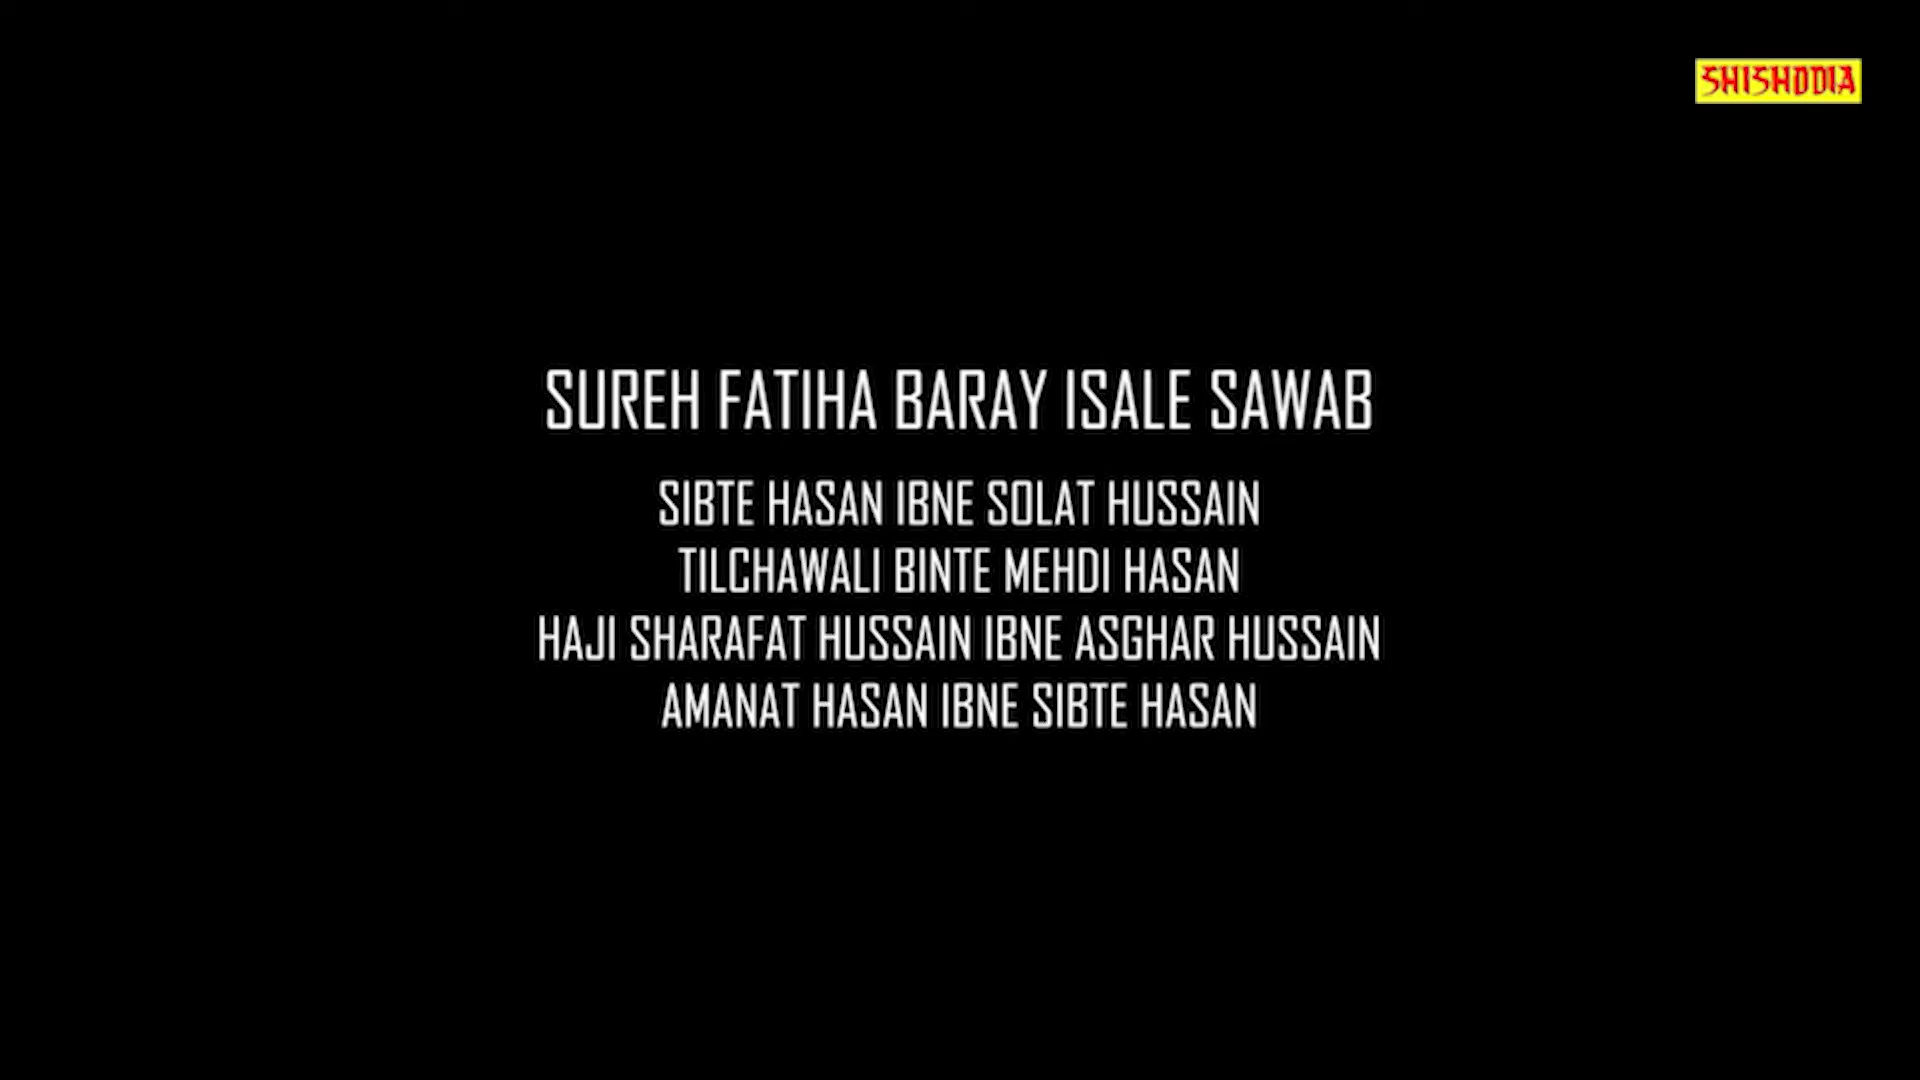 SHISHODIA
SUREH FATIHA BARAY ISALE SAWAB
SIBTE HASAN IBNE SOLAT HUSSAIN
TILCHAWALI BINTE MEHDI HASAN
HAJI SHARAFAT HUSSAIN IBNE ASGHAR HUSSAIN
AMANAT HASAN IBNE SIBTE HASAN